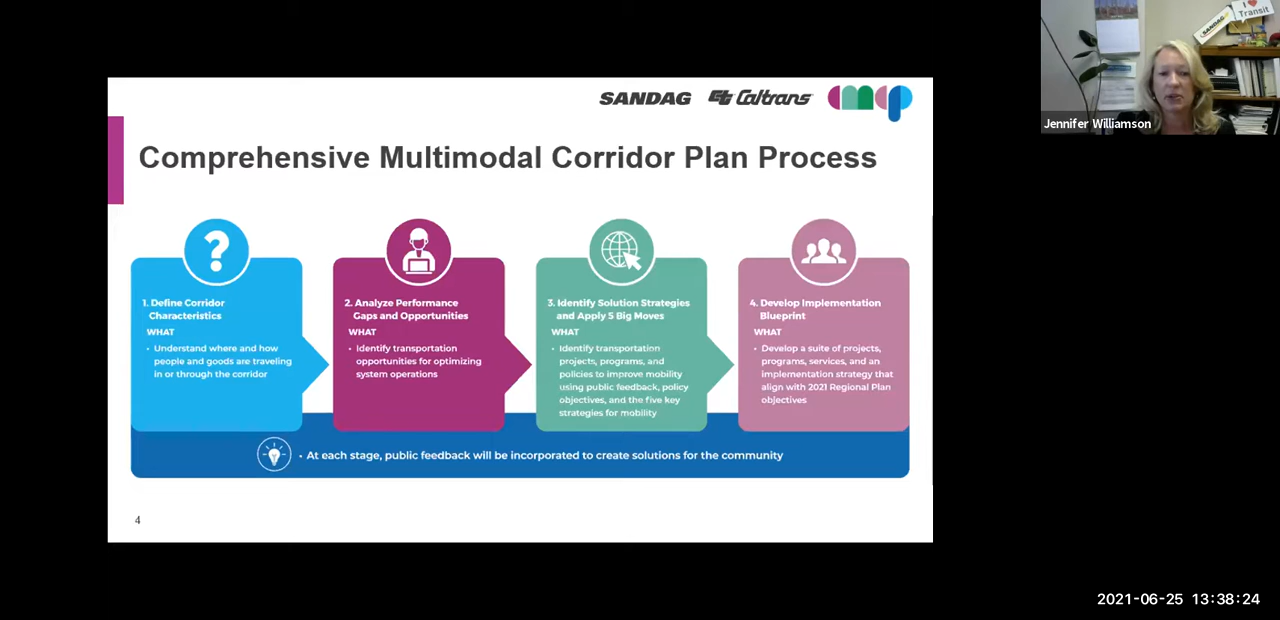 SANDAG Caltrans cmcp
I ♥ Transit
SANDAG
Jennifer Williamson
Comprehensive Multimodal Corridor Plan Process
?
1. Define Corridor
Characteristics
WHAT
• Understand where and how
people and goods are traveling
in or through the corridor
2. Analyze Performance
Gaps and Opportunities
WHAT
• Identify transportation
opportunities for optimizing
system operations
3. Identify Solution Strategies
and Apply 5 Big Moves
WHAT
• Identify transportation
projects, programs, and
policies to improve mobility
using public feedback, policy
objectives, and the five key
strategies for mobility
4. Develop Implementation
Blueprint
WHAT
• Develop a suite of projects,
programs, services, and an
implementation strategy that
align with 2021 Regional Plan
objectives
• At each stage, public feedback will be incorporated to create solutions for the community
4
2021-06-25 13:38:24